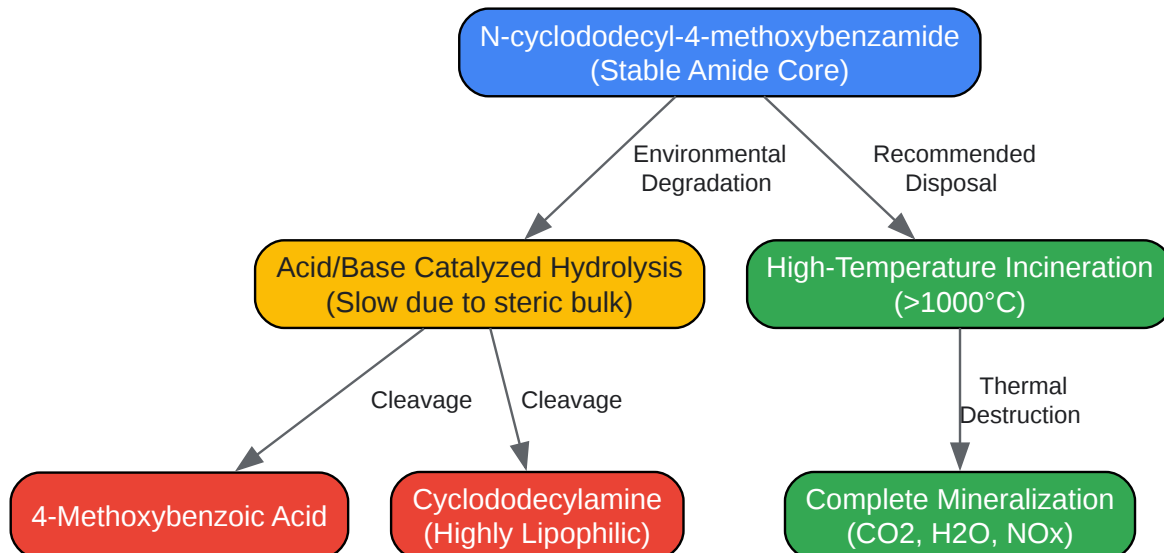 N-cyclododecyl-4-methoxybenzamide
(Stable Amide Core)
Environmental
Degradation
Recommended
Disposal
Acid/Base Catalyzed Hydrolysis
(Slow due to steric bulk)
High-Temperature Incineration
(>1000°C)
Cleavage
Cleavage
Thermal
Destruction
4-Methoxybenzoic Acid
Cyclododecylamine
(Highly Lipophilic)
Complete Mineralization
(CO2, H2O, NOx)